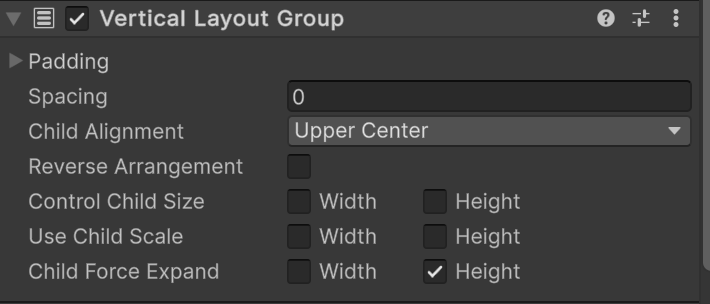 Vertical Layout Group
Padding
Spacing 0
Child Alignment Upper Center
Reverse Arrangement
Control Child Size Width Height
Use Child Scale Width Height
Child Force Expand Width Height